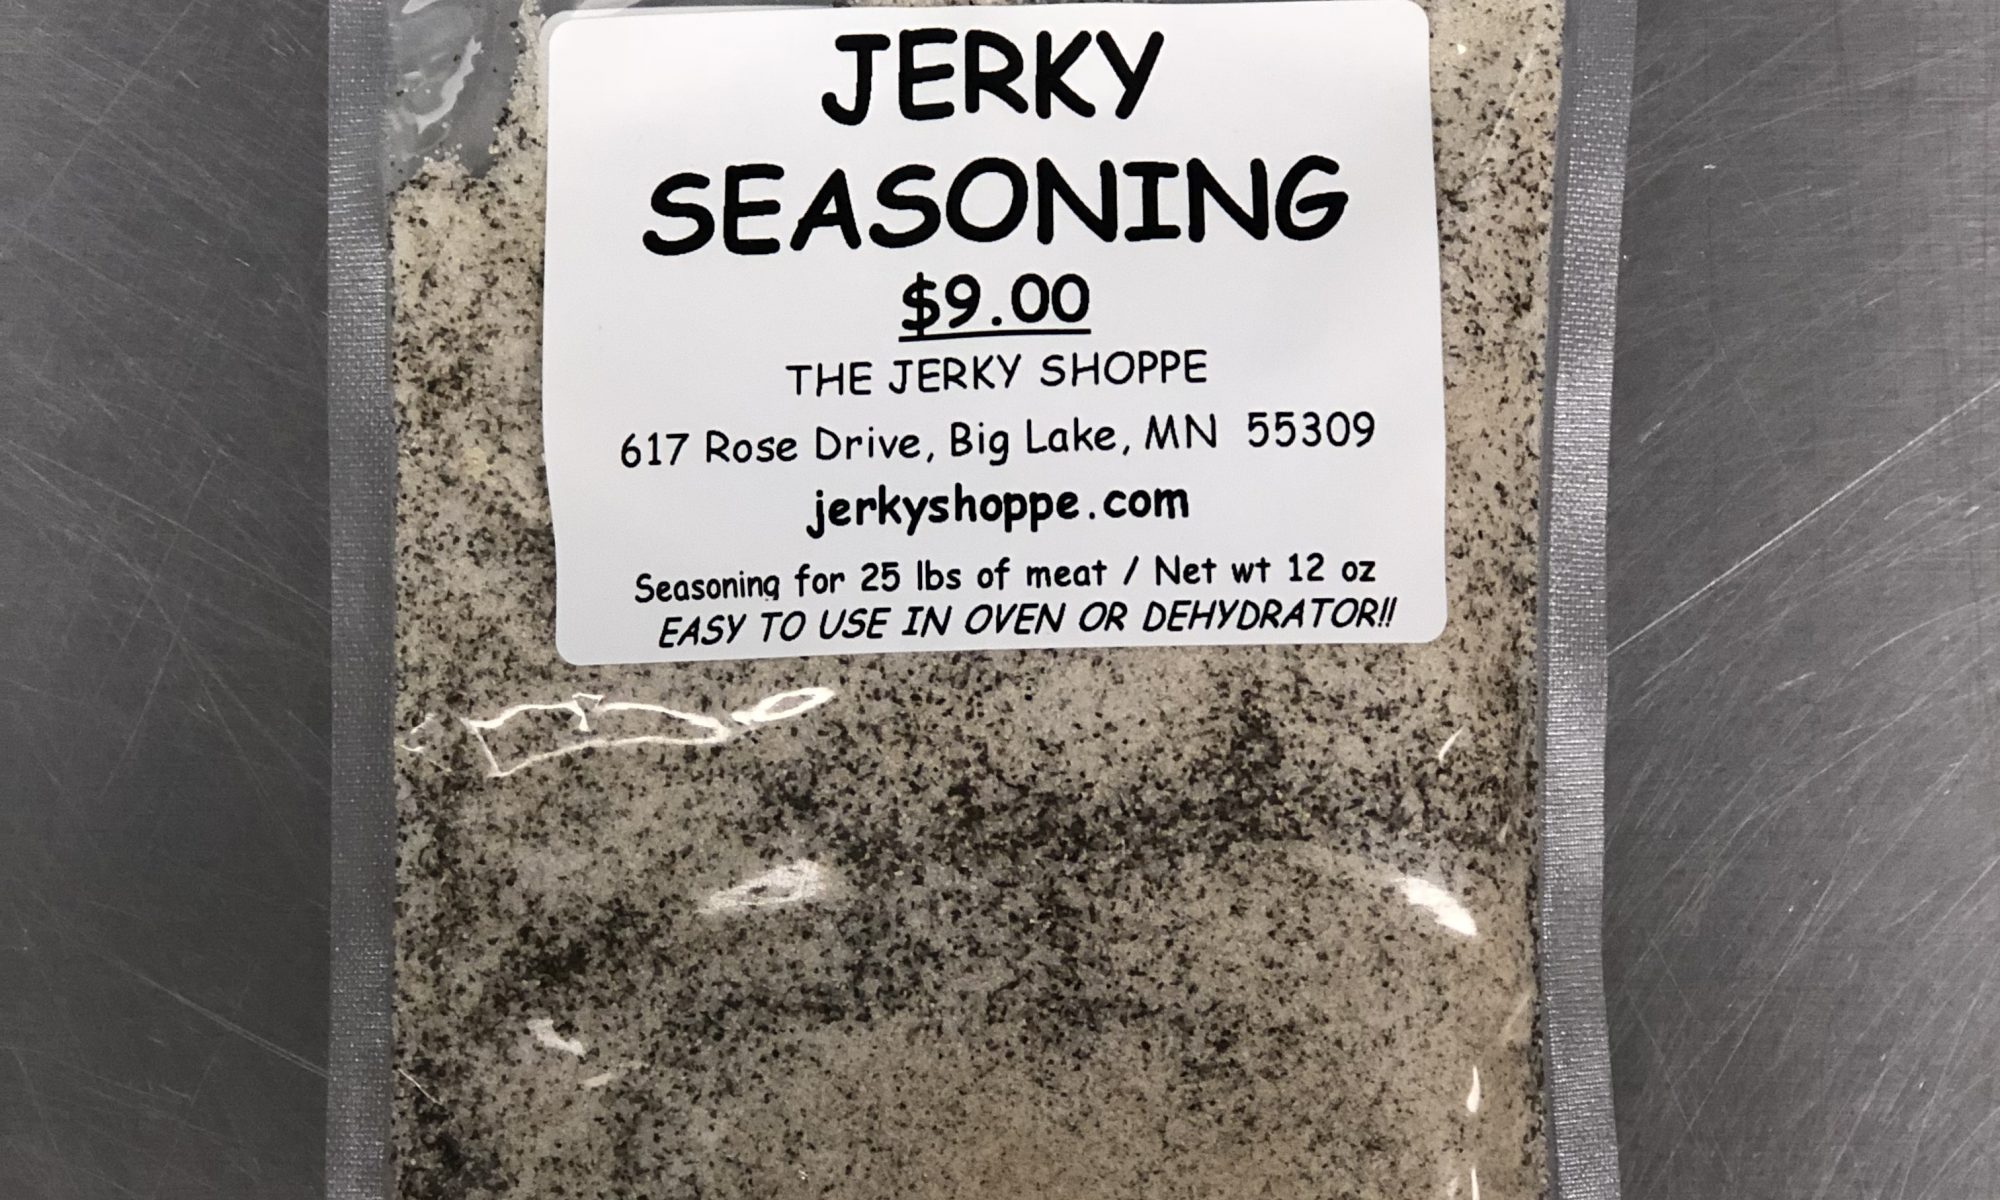 JERKY
SEASONING
$9.00
THE JERKY SHOPPE
617 Rose Drive, Big Lake, MN 55309
jerkyshoppe.com
Seasoning for 25 lbs of meat / Net wt 12 oz
EASY TO USE IN OVEN OR DEHYDRATOR!!